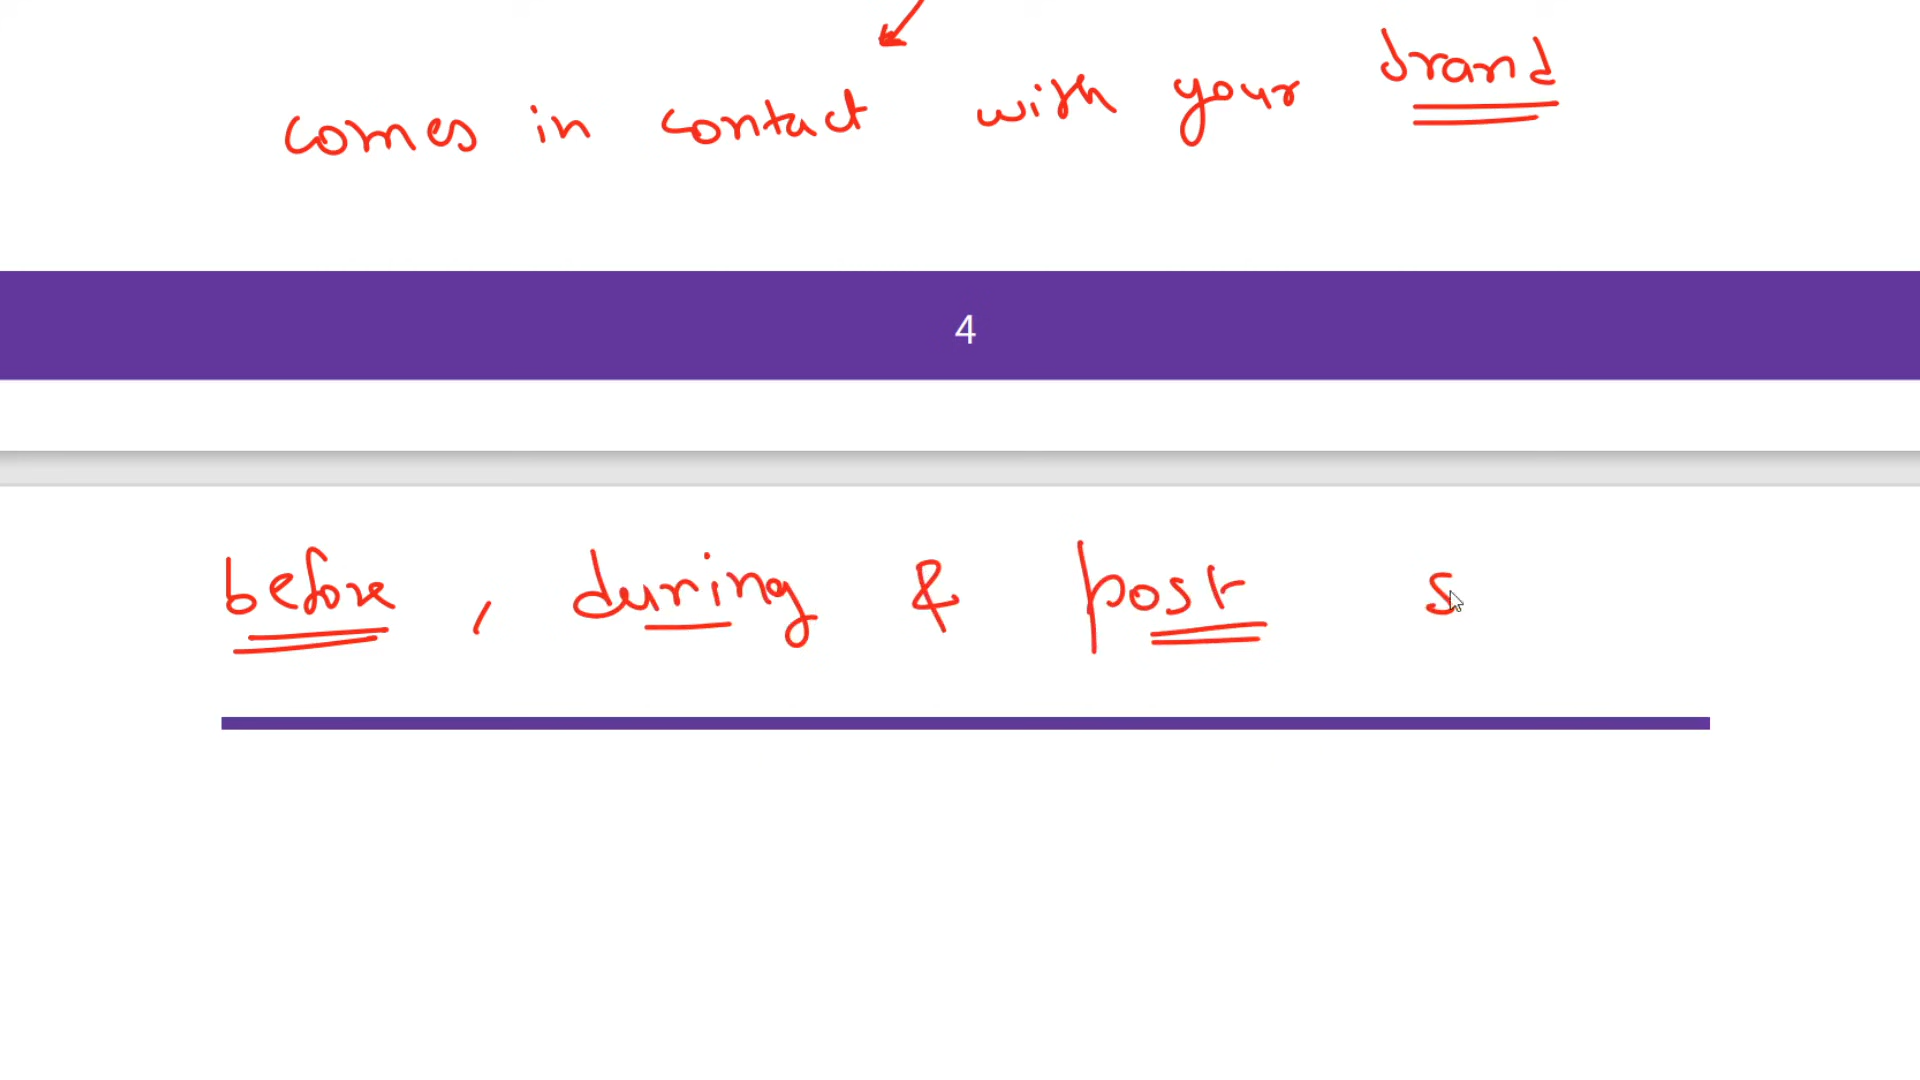 comes in contact with your brand
4
before, during & post s